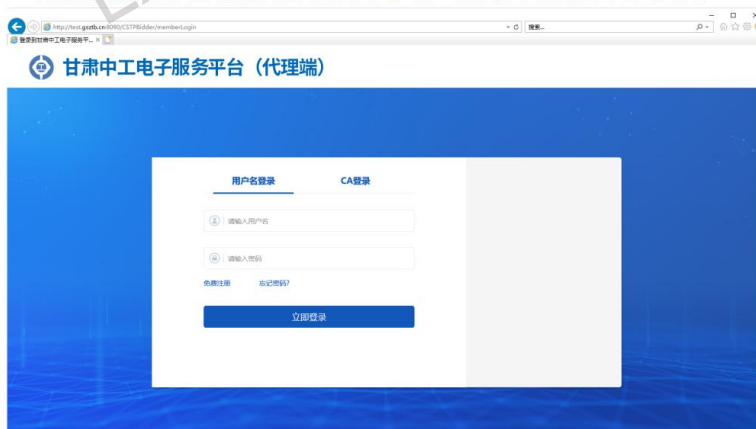 http://test.gsztb.cn:8090/CSTPBidder/memberLogin
搜索...
登录到甘肃中工电子服务平...
甘肃中工电子服务平台（代理端）
用户名登录
CA登录
请输入用户名
请输入密码
免费注册
忘记密码?
立即登录